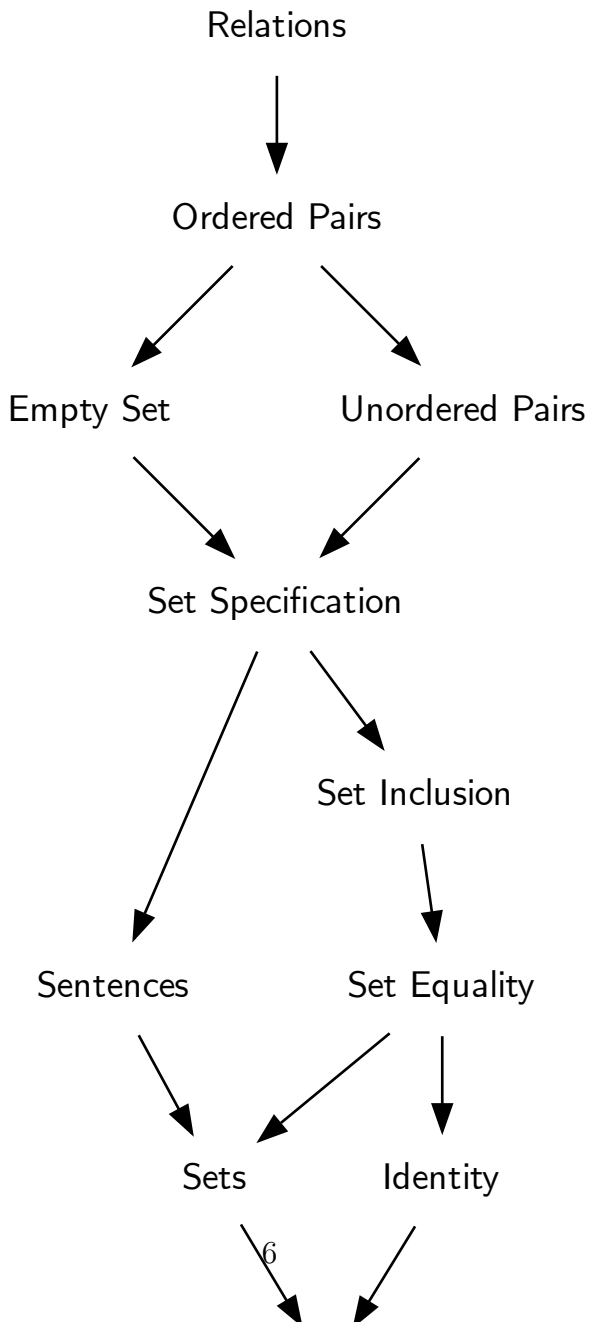 Relations
Ordered Pairs
Empty Set Unordered Pairs
Set Specification
Set Inclusion
Sentences Set Equality
Sets Identity
6